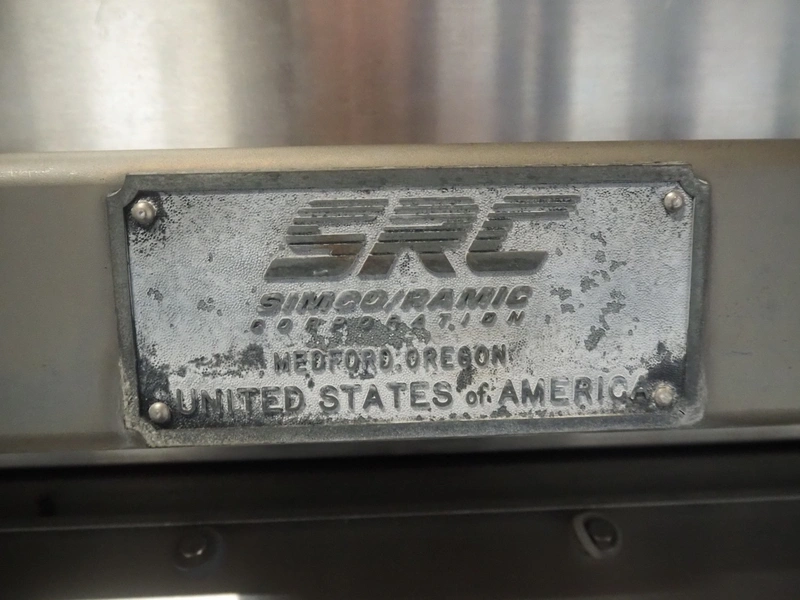 SRC
SIMCO/RAMIC
CORPORATION
MEDFORD, OREGON
UNITED STATES of AMERICA